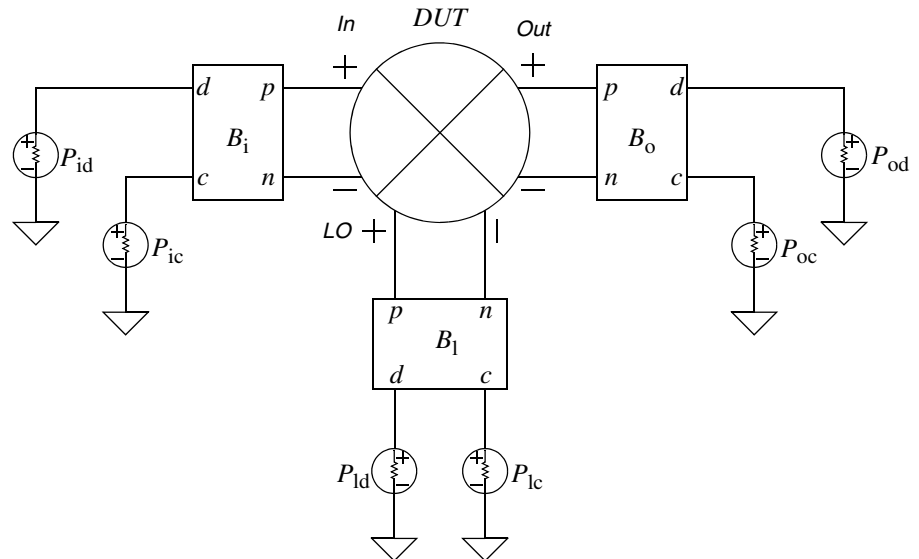 In DUT Out
+ +
d p p d
+ B_i B_o +
− P_id − P_od
c n − − n c
+ LO + − +
− P_ic − P_oc
p n
B_l
d c
+ +
P_ld − − P_lc